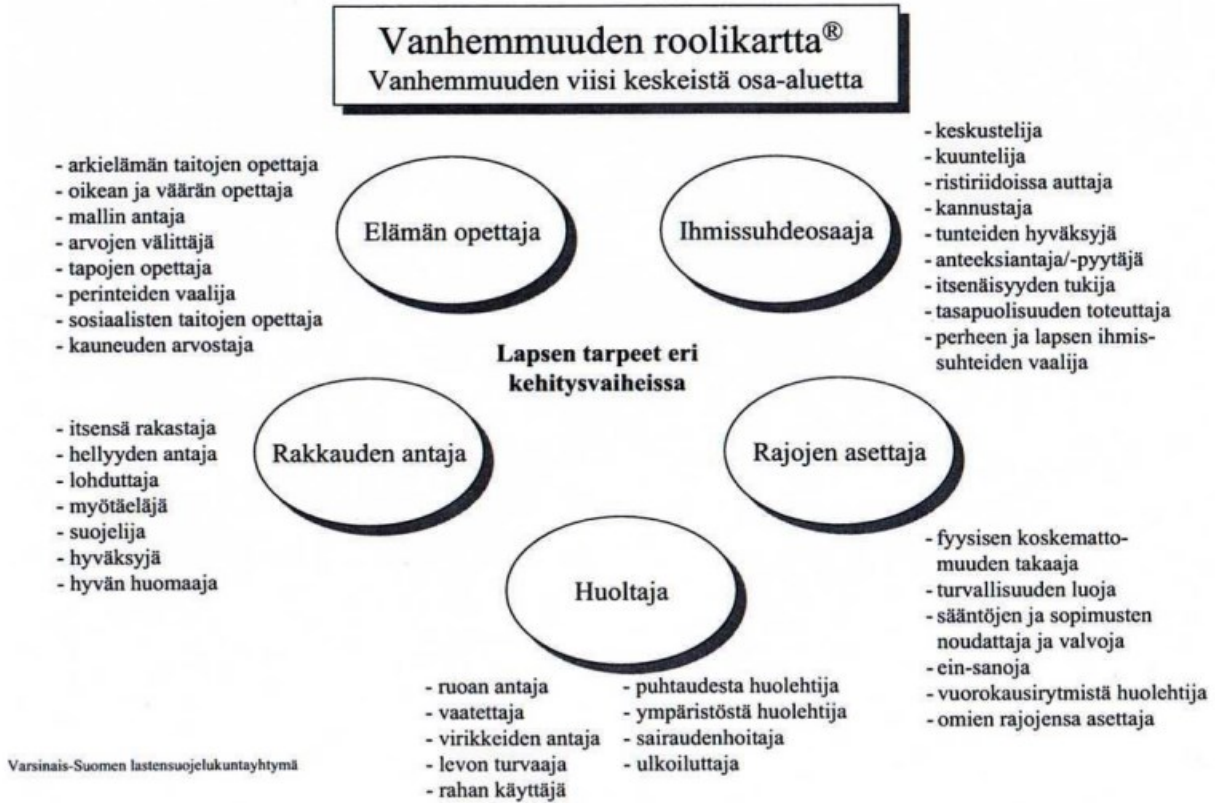 Vanhemmuuden roolikartta®
Vanhemmuuden viisi keskeistä osa-aluetta
- arkielämän taitojen opettaja
- oikean ja väärän opettaja
- mallin antaja
- arvojen välittäjä
- tapojen opettaja
- perinteiden vaalija
- sosiaalisten taitojen opettaja
- kauneuden arvostaja
Elämän opettaja
Ihmissuhdeosaaja
- keskustelija
- kuuntelija
- ristiriidoissa auttaja
- kannustaja
- tunteiden hyväksyjä
- anteeksiantaja/-pyytäjä
- itsenäisyyden tukija
- tasapuolisuuden toteuttaja
- perheen ja lapsen ihmis-
suhteiden vaalija
Lapsen tarpeet eri
kehitysvaiheissa
- itsensä rakastaja
- hellyyden antaja
- lohduttaja
- myötäeläjä
- suojelija
- hyväksyjä
- hyvän huomaaja
Rakkauden antaja
Rajojen asettaja
- fyysisen koskematto-
muuden takaaja
- turvallisuuden luoja
- sääntöjen ja sopimusten
noudattaja ja valvoja
- ein-sanoja
- vuorokausirytmistä huolehtija
- omien rajojensa asettaja
Huoltaja
- ruoan antaja
- vaatettaja
- virikkeiden antaja
- levon turvaaja
- rahan käyttäjä
- puhtaudesta huolehtija
- ympäristöstä huolehtija
- sairaudenhoitaja
- ulkoiluttaja
Varsinais-Suomen lastensuojelukuntayhtymä